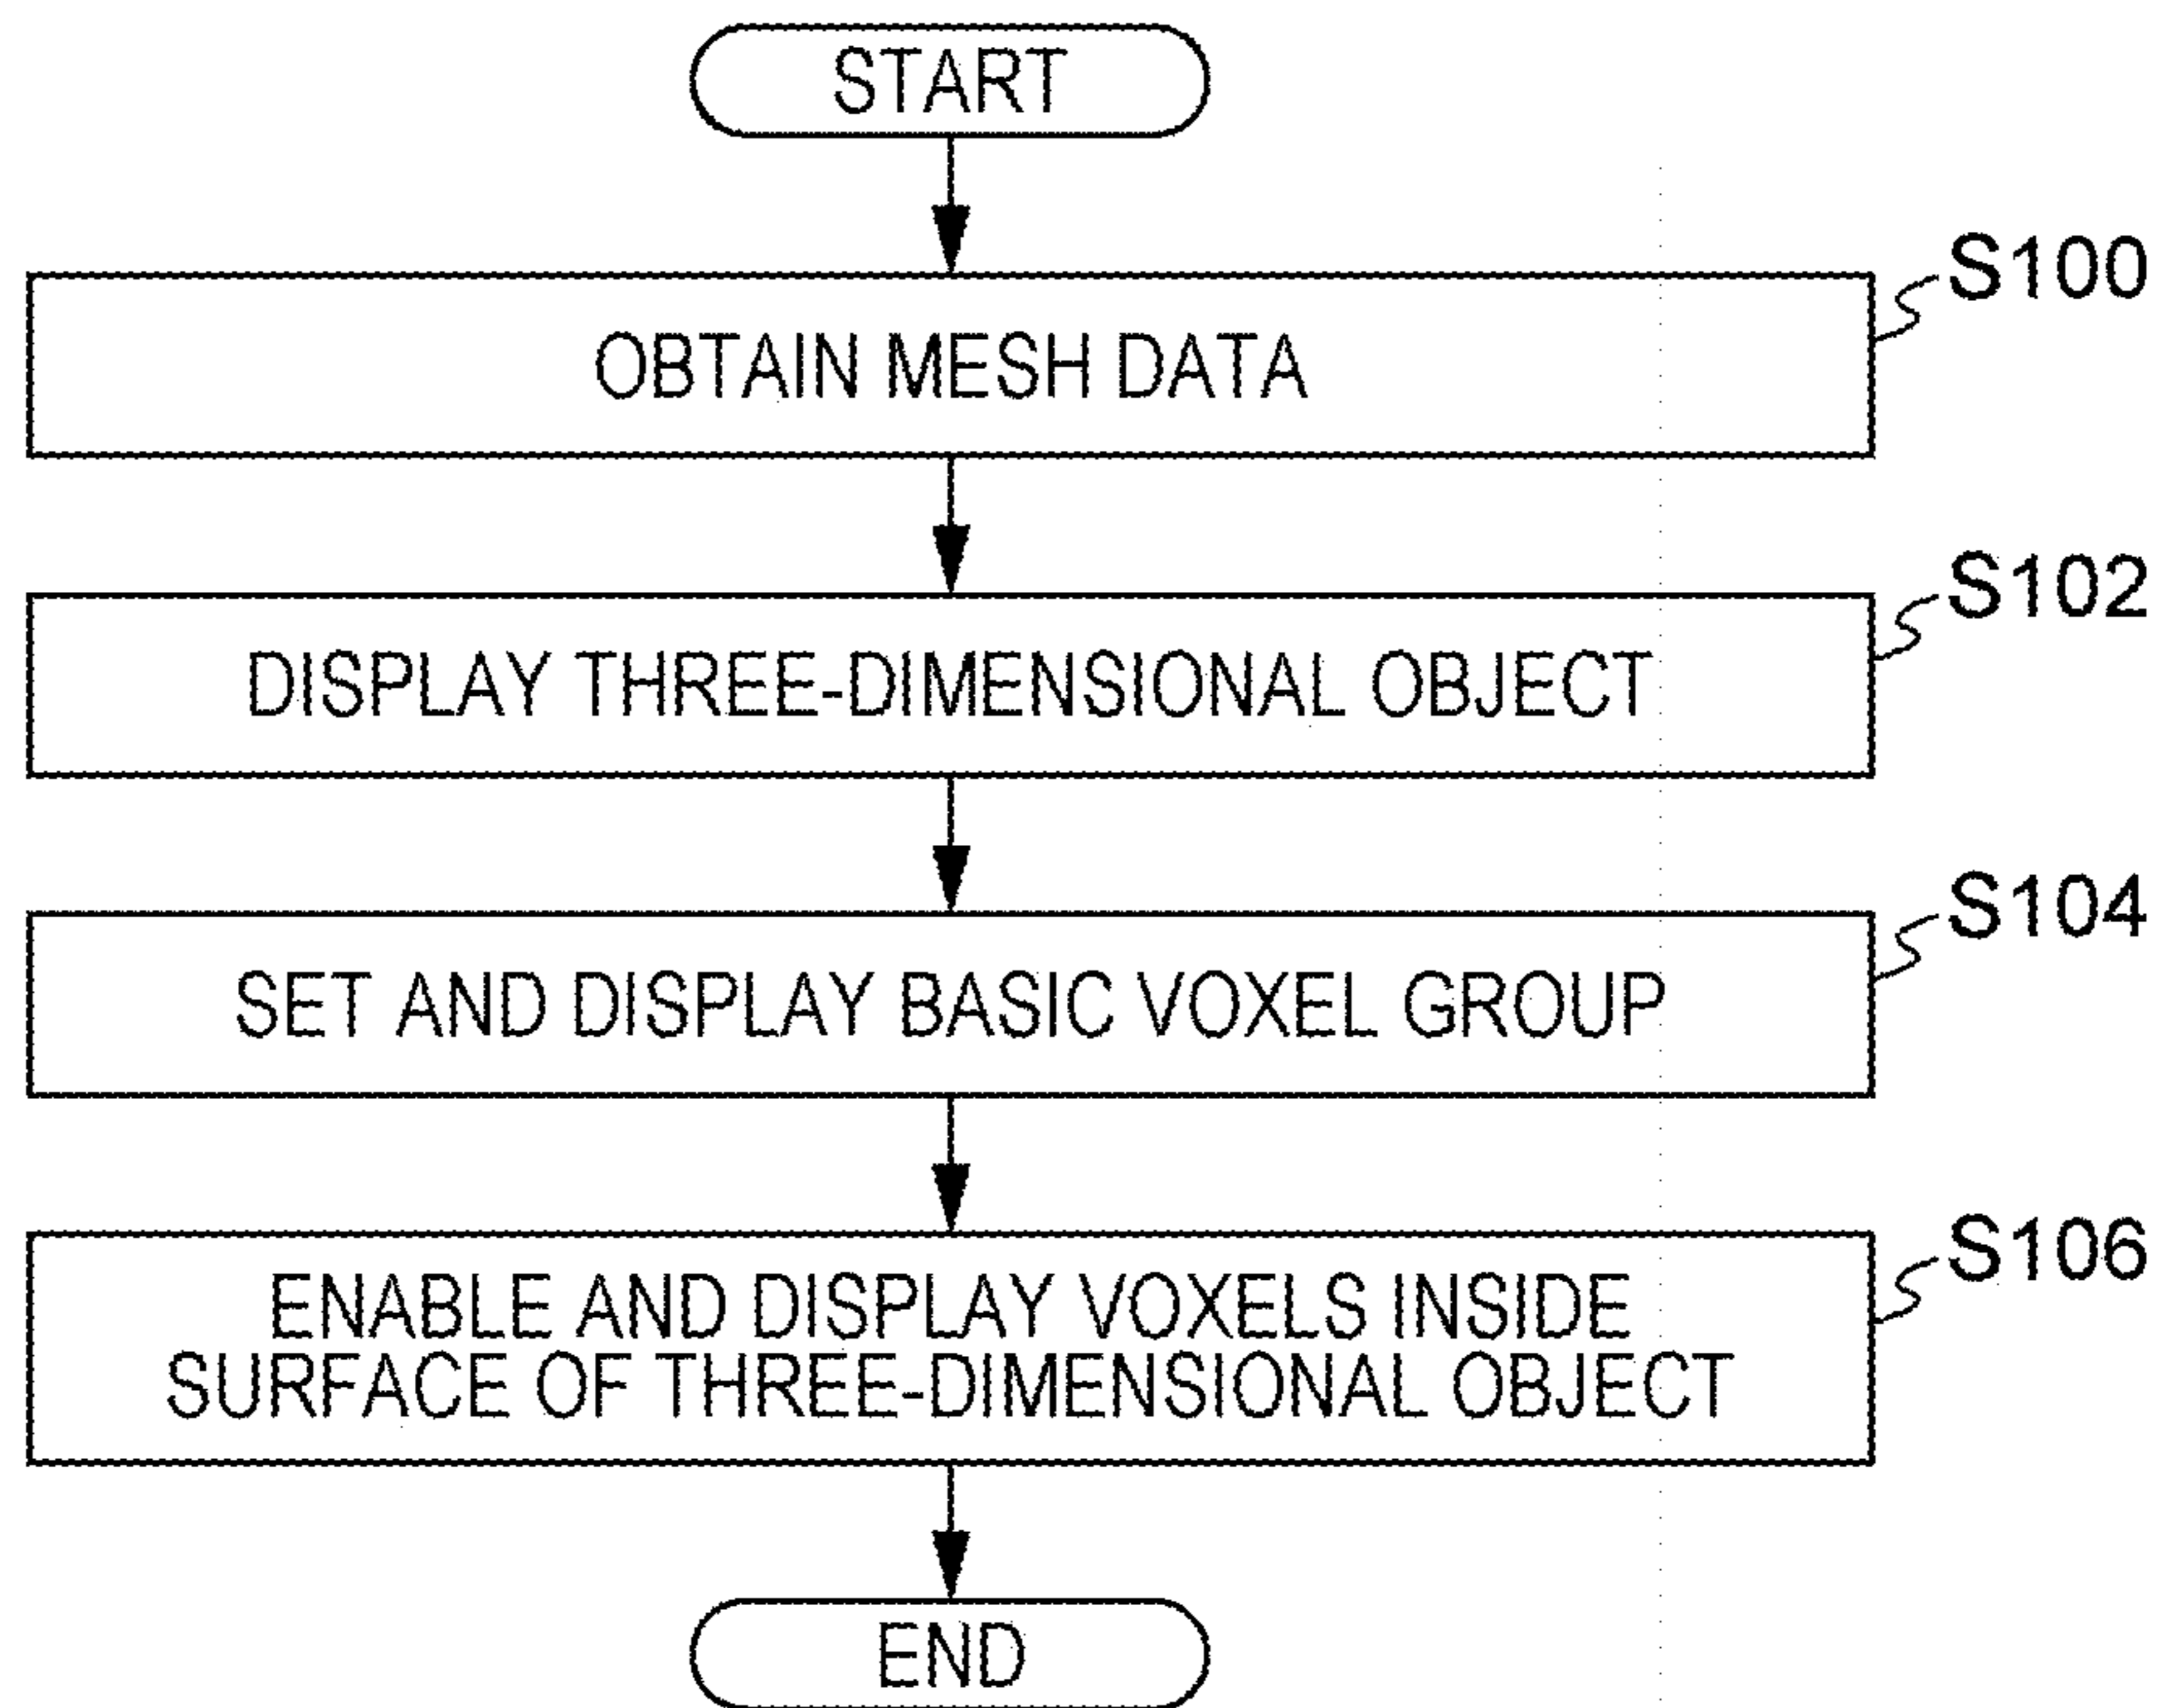 START
S100
OBTAIN MESH DATA
S102
DISPLAY THREE-DIMENSIONAL OBJECT
S104
SET AND DISPLAY BASIC VOXEL GROUP
S106
ENABLE AND DISPLAY VOXELS INSIDE
SURFACE OF THREE-DIMENSIONAL OBJECT
END